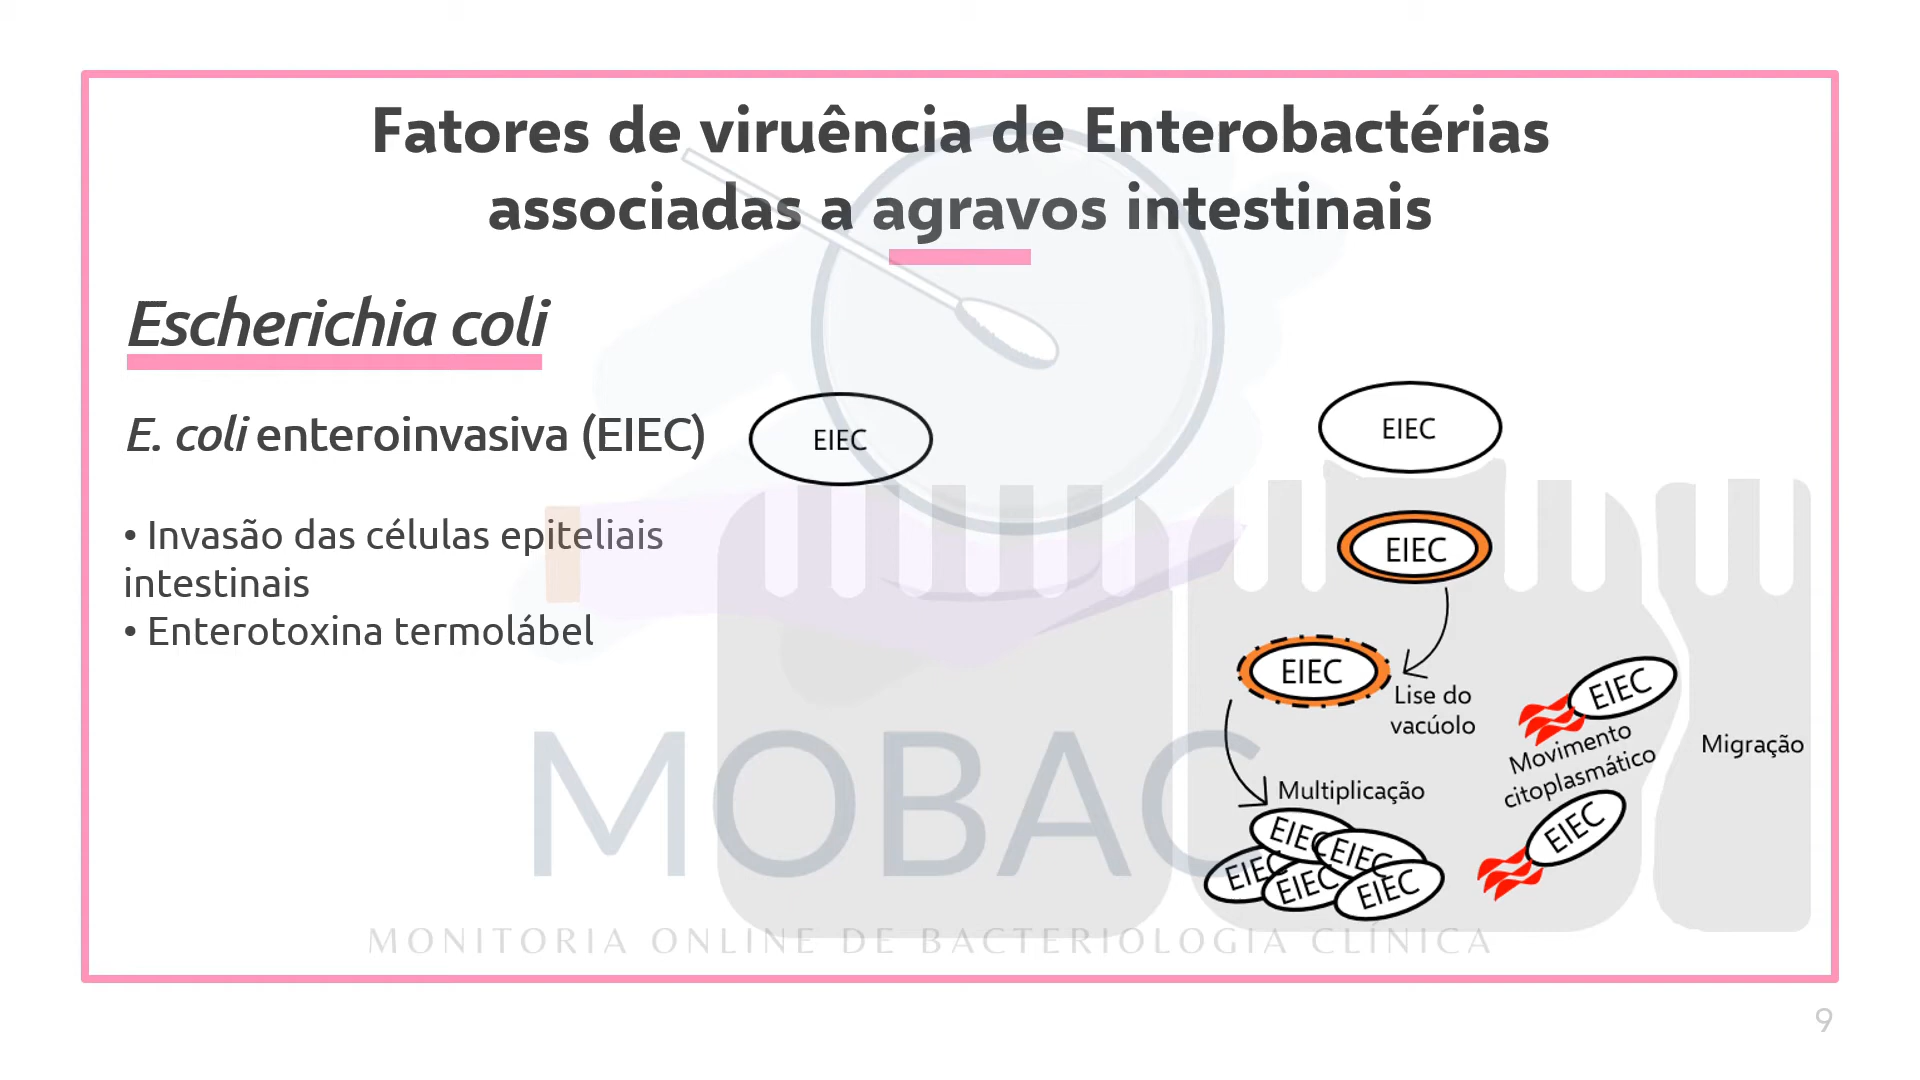 Fatores de viruência de Enterobactérias
associadas a agravos intestinais
Escherichia coli
E. coli enteroinvasiva (EIEC)
• Invasão das células epiteliais
intestinais
• Enterotoxina termolábel
EIEC
EIEC
EIEC
EIEC
Lise do
vacúolo
Multiplicação
EIEC
EIEC
EIEC
EIEC
EIEC
EIEC
Movimento
citoplasmático
EIEC
Migração
MOBAC
MONITORIA ONLINE DE BACTERIOLOGIA CLÍNICA
9